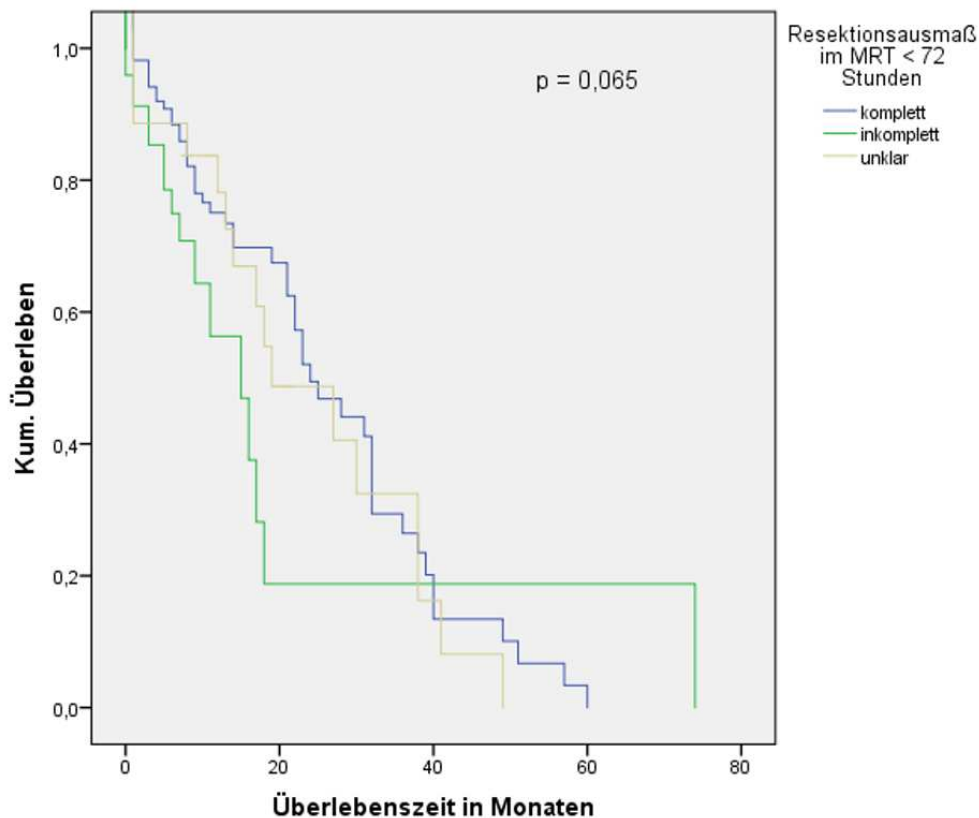 Resektionsausmaß
im MRT < 72
Stunden
komplett
inkomplett
unklar
p = 0,065
1,0
0,8
0,6
0,4
0,2
0,0
Kum. Überleben
0
20
40
60
80
Überlebenszeit in Monaten